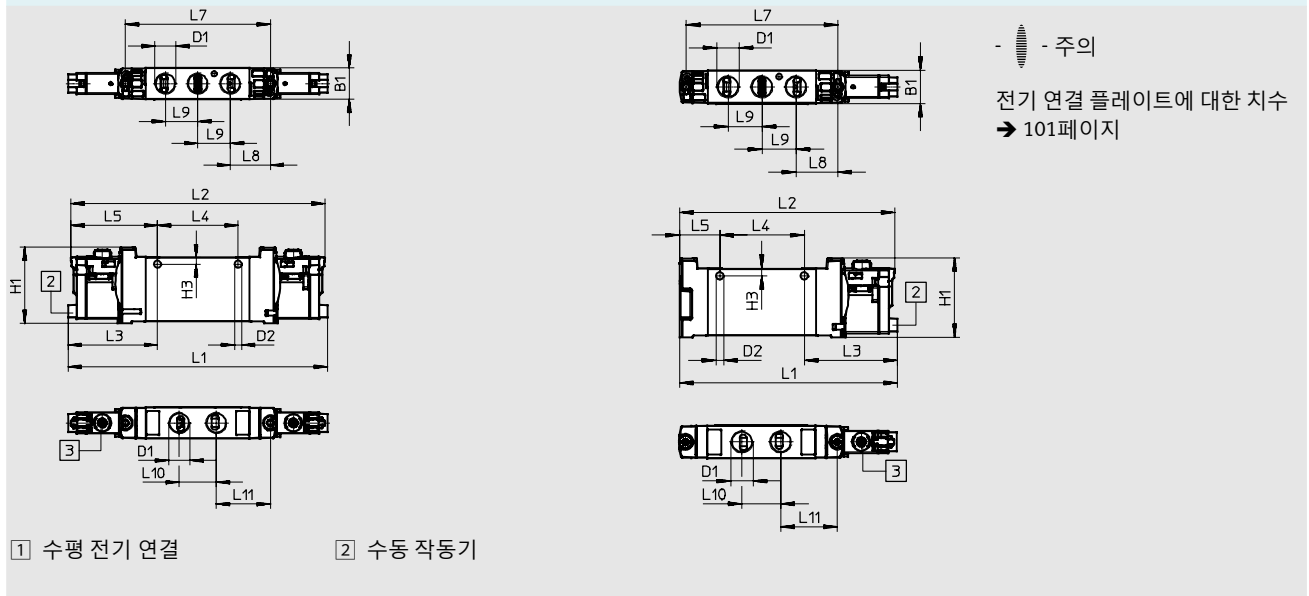 L7
D1
B1
L9
L9
L8
L2
L5
L4
H1
2
H3
L3
D2
L1
3
D1
L10
L11
L7
D1
B1
L9
L9
L8
L2
L5
L4
H3
2
H1
D2
L3
L1
D1
3
L10
L11
- - 주의
전기 연결 플레이트에 대한 치수
➔ 101페이지
1 수평 전기 연결
2 수동 작동기